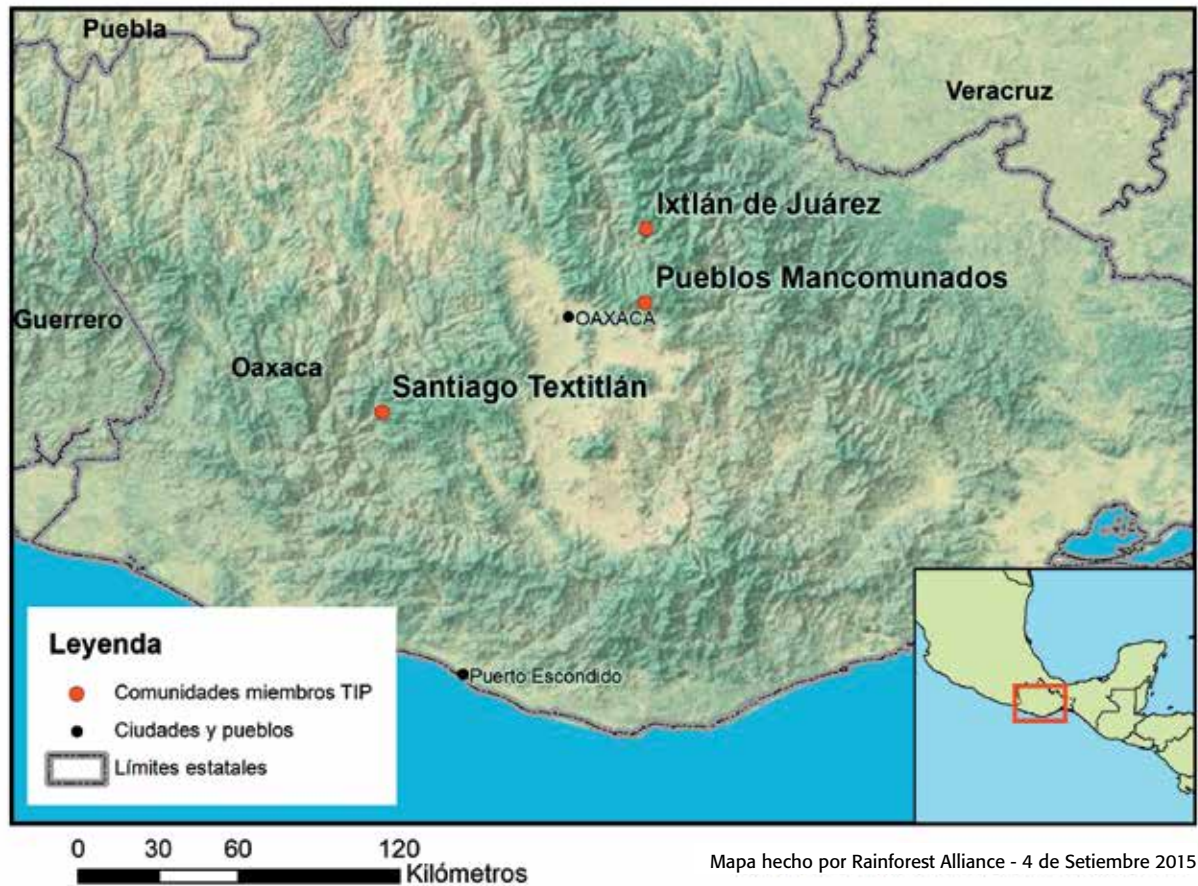 Puebla
Veracruz
Ixtlán de Juárez
Pueblos Mancomunados
Guerrero
OAXACA
Oaxaca
Santiago Textitlán
Puerto Escondido
Leyenda
Comunidades miembros TIP
Ciudades y pueblos
Límites estatales
0 30 60 120
Kilómetros
Mapa hecho por Rainforest Alliance - 4 de Setiembre 2015